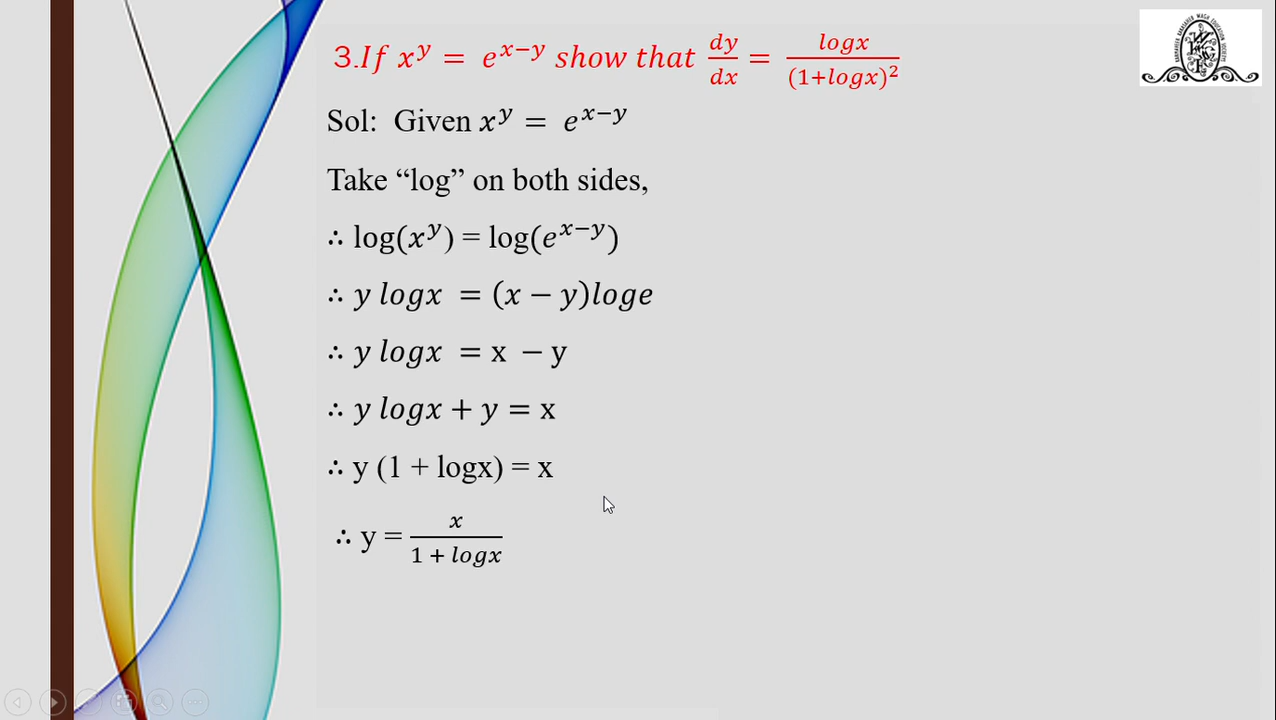 3.If x^y = e^(x−y) show that dy/dx = logx/(1+logx)²
Sol: Given x^y = e^(x−y)
Take “log” on both sides,
∴ log(x^y) = log(e^(x−y))
∴ y logx = (x − y)loge
∴ y logx = x − y
∴ y logx + y = x
∴ y (1 + logx) = x
∴ y = x/(1 + logx)